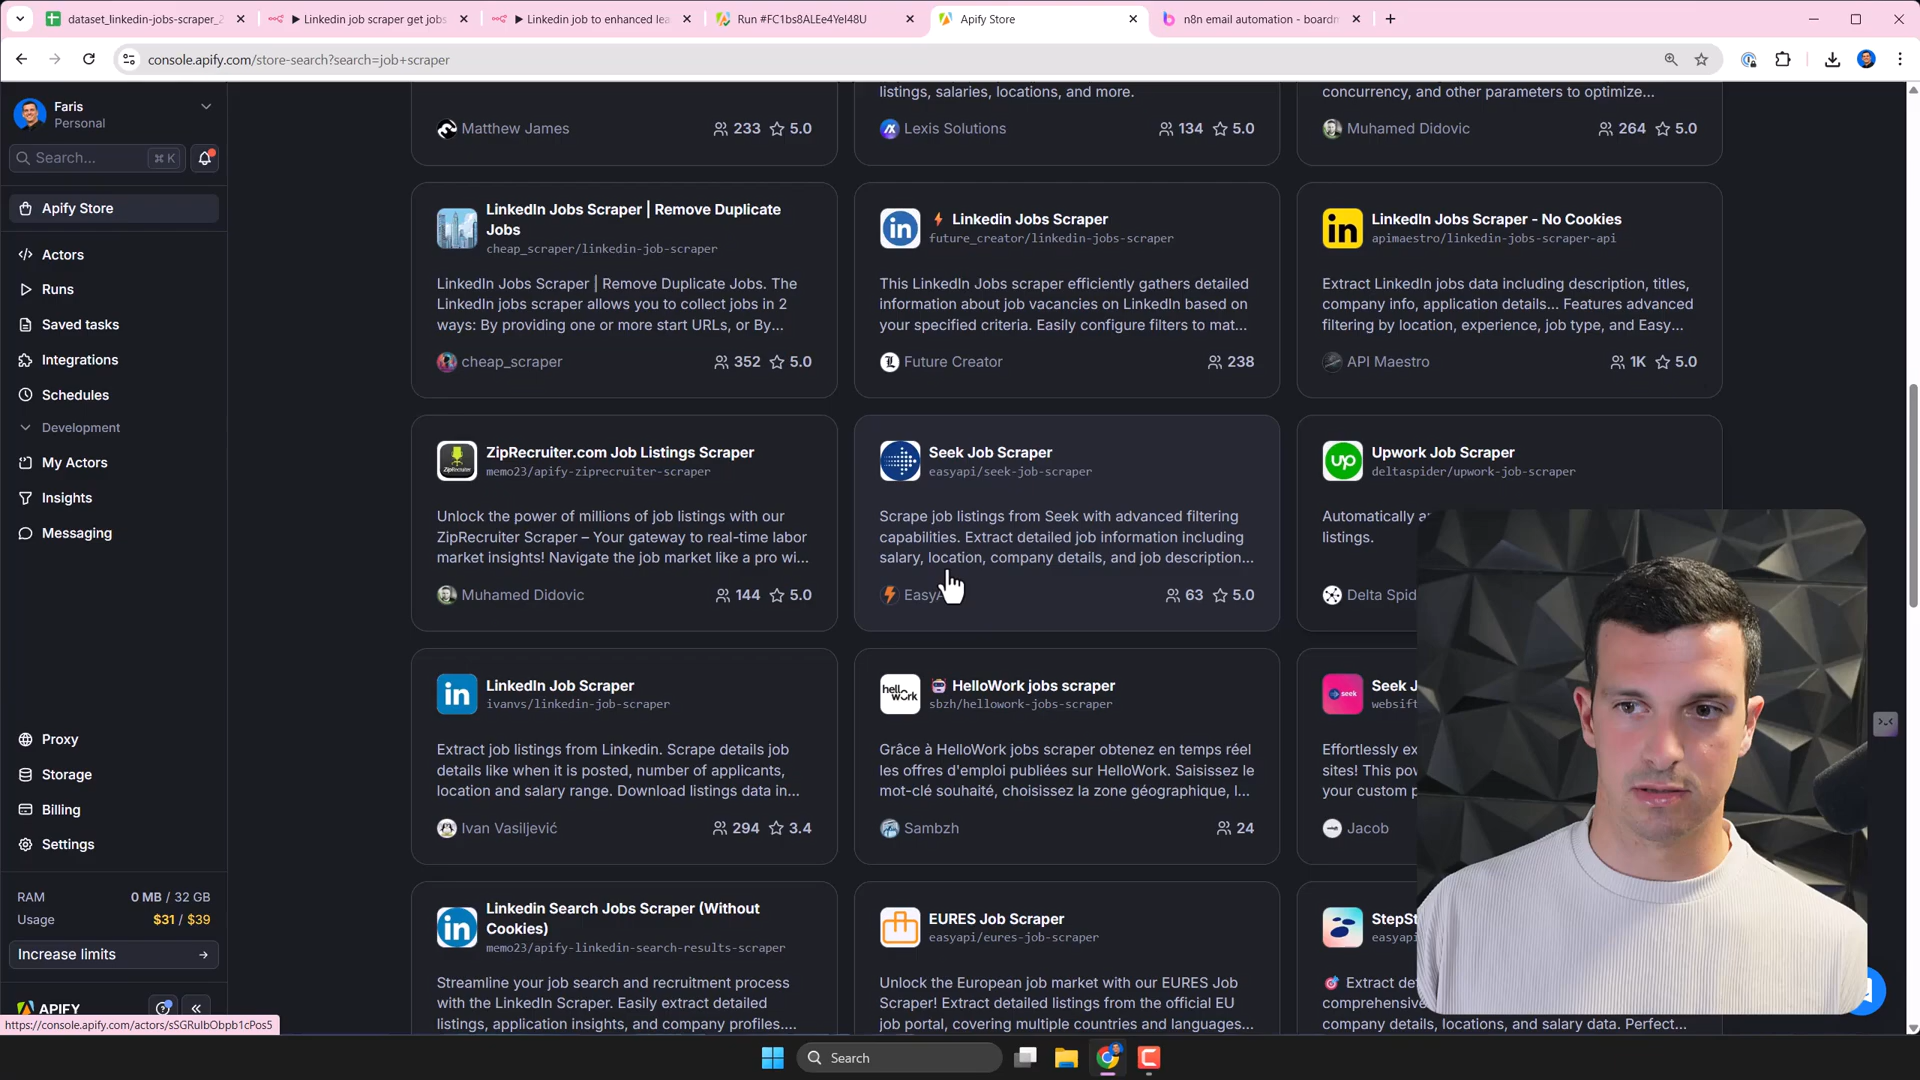 dataset_linkedin-jobs-scraper_2
Linkedin job scraper get jobs
Linkedin job to enhanced lea
Run #FC1bs8ALEe4YeI48U
Apify Store
n8n email automation - boardm
console.apify.com/store-search?search=job+scraper
Faris
Personal
Search...
⌘ K
Apify Store
Actors
Runs
Saved tasks
Integrations
Schedules
Development
My Actors
Insights
Messaging
Proxy
Storage
Billing
Settings
RAM 0 MB / 32 GB
Usage $31 / $39
Increase limits
APIFY
https://console.apify.com/actors/sSGRulbObpb1cPos5
Matthew James 233 5.0
listings, salaries, locations, and more.
Lexis Solutions 134 5.0
concurrency, and other parameters to optimize...
Muhamed Didovic 264 5.0
LinkedIn Jobs Scraper | Remove Duplicate
Jobs
cheap_scraper/linkedin-job-scraper
LinkedIn Jobs Scraper | Remove Duplicate Jobs. The
LinkedIn jobs scraper allows you to collect jobs in 2
ways: By providing one or more start URLs, or By...
cheap_scraper 352 5.0
Linkedin Jobs Scraper
future_creator/linkedin-jobs-scraper
This LinkedIn Jobs scraper efficiently gathers detailed
information about job vacancies on LinkedIn based on
your specified criteria. Easily configure filters to mat...
Future Creator 238
LinkedIn Jobs Scraper - No Cookies
apimaestro/linkedin-jobs-scraper-api
Extract LinkedIn jobs data including description, titles,
company info, application details... Features advanced
filtering by location, experience, job type, and Easy...
API Maestro 1K 5.0
ZipRecruiter.com Job Listings Scraper
memo23/apify-ziprecruiter-scraper
Unlock the power of millions of job listings with our
ZipRecruiter Scraper – Your gateway to real-time labor
market insights! Navigate the job market like a pro wi...
Muhamed Didovic 144 5.0
Seek Job Scraper
easyapi/seek-job-scraper
Scrape job listings from Seek with advanced filtering
capabilities. Extract detailed job information including
salary, location, company details, and job description...
EasyA 63 5.0
Upwork Job Scraper
deltaspider/upwork-job-scraper
Automatically a
listings.
Delta Spid
LinkedIn Job Scraper
ivanvs/linkedin-job-scraper
Extract job listings from Linkedin. Scrape details job
details like when it is posted, number of applicants,
location and salary range. Download listings data in...
Ivan Vasiljević 294 3.4
hello work
HelloWork jobs scraper
sbzh/hellowork-jobs-scraper
Grâce à HelloWork jobs scraper obtenez en temps réel
les offres d'emploi publiées sur HelloWork. Saisissez le
mot-clé souhaité, choisissez la zone géographique, l...
Sambzh 24
seek
Seek J
websift
Effortlessly ex
sites! This pow
your custom p
Jacob
Linkedin Search Jobs Scraper (Without
Cookies)
memo23/apify-linkedin-search-results-scraper
Streamline your job search and recruitment process
with the LinkedIn Scraper. Easily extract detailed
listings, application insights, and company profiles....
EURES Job Scraper
easyapi/eures-job-scraper
Unlock the European job market with our EURES Job
Scraper! Extract detailed listings from the official EU
job portal, covering multiple countries and languages...
StepSt
easyapi
Extract de
comprehensive
company details, locations, and salary data. Perfect...
Search